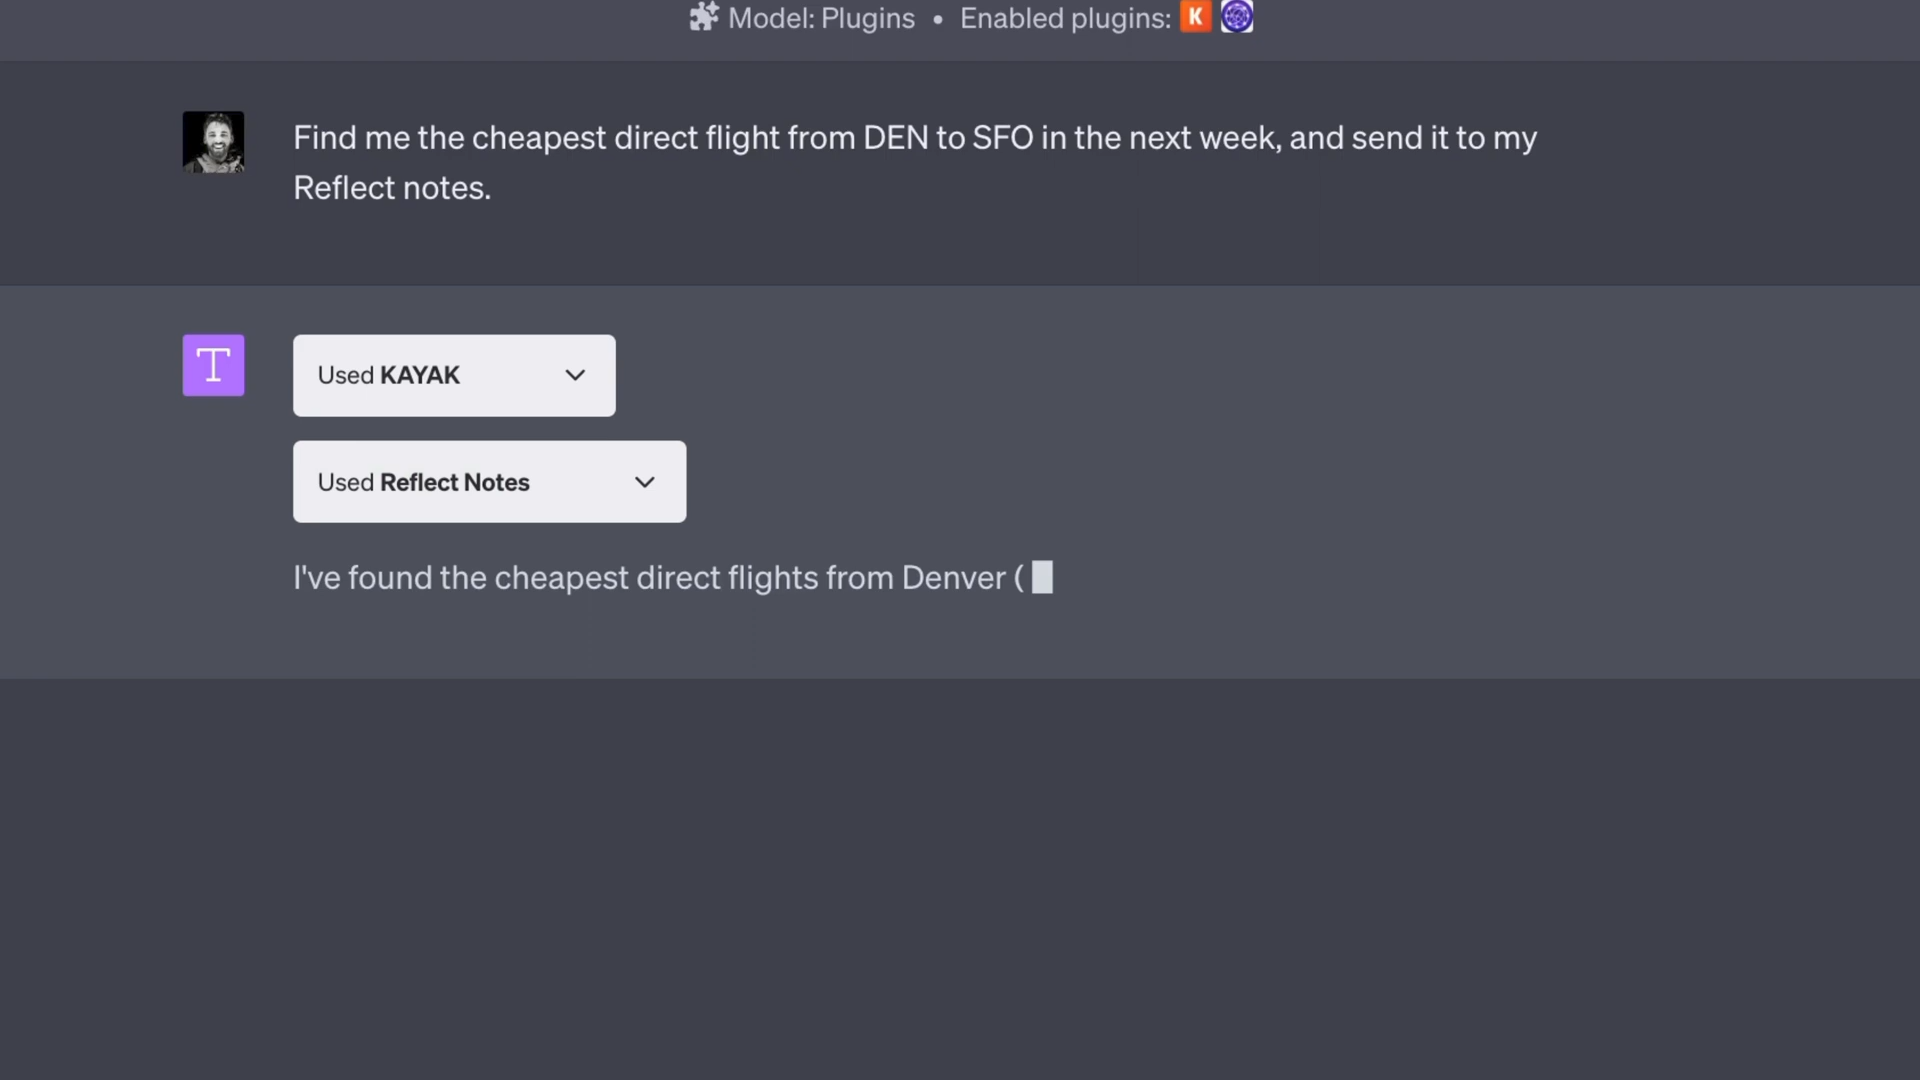 Model: Plugins • Enabled plugins: K
Find me the cheapest direct flight from DEN to SFO in the next week, and send it to my
Reflect notes.
T
Used KAYAK
Used Reflect Notes
I've found the cheapest direct flights from Denver (